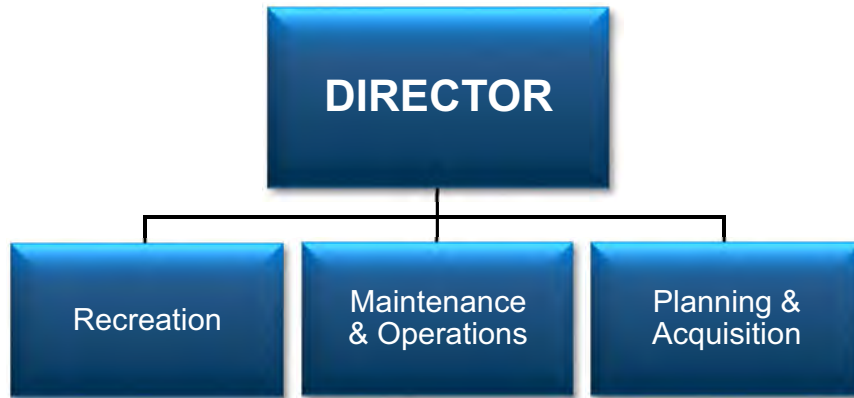 DIRECTOR
Recreation
Maintenance
& Operations
Planning &
Acquisition